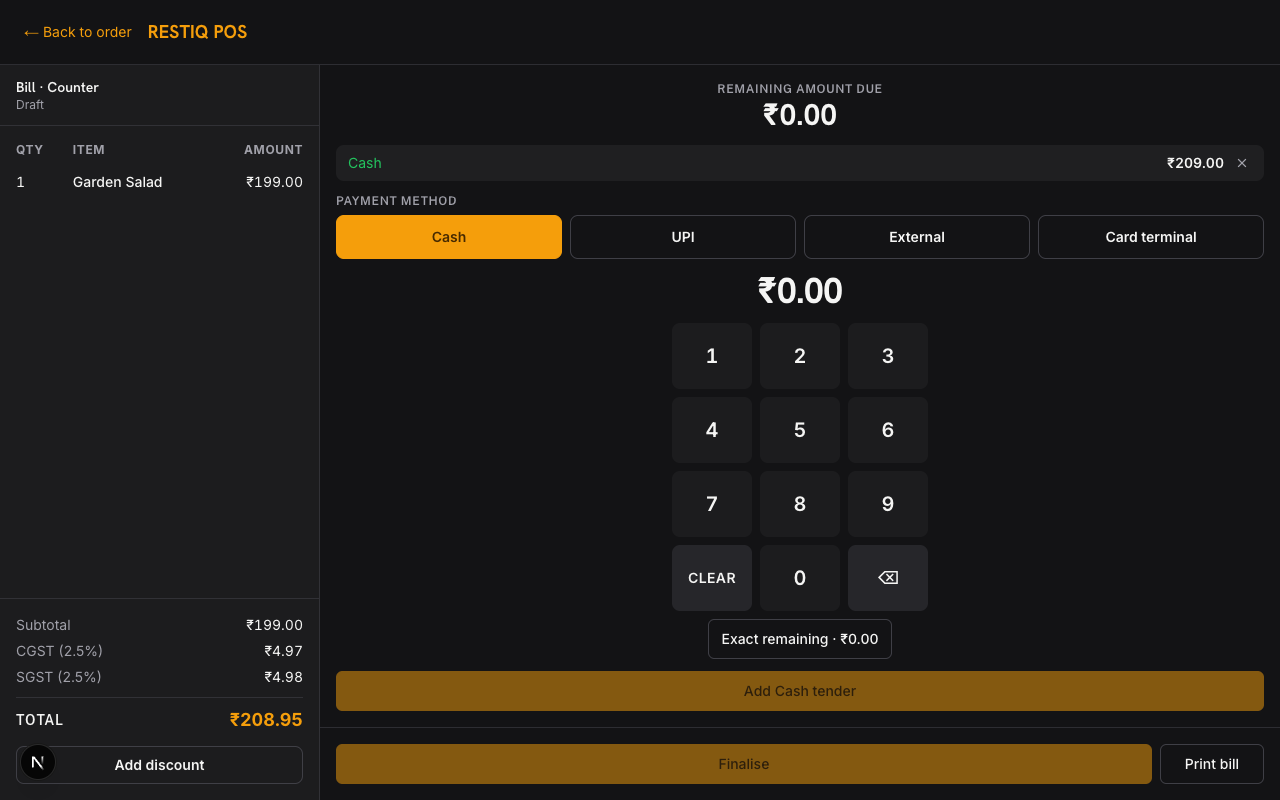 ← Back to order RESTIQ POS
Bill · Counter
Draft
QTY ITEM AMOUNT
1 Garden Salad ₹199.00
Subtotal ₹199.00
CGST (2.5%) ₹4.97
SGST (2.5%) ₹4.98
TOTAL ₹208.95
N Add discount
REMAINING AMOUNT DUE
₹0.00
Cash ₹209.00 ×
PAYMENT METHOD
Cash UPI External Card terminal
₹0.00
1 2 3
4 5 6
7 8 9
CLEAR 0 ⌫
Exact remaining · ₹0.00
Add Cash tender
Finalise Print bill